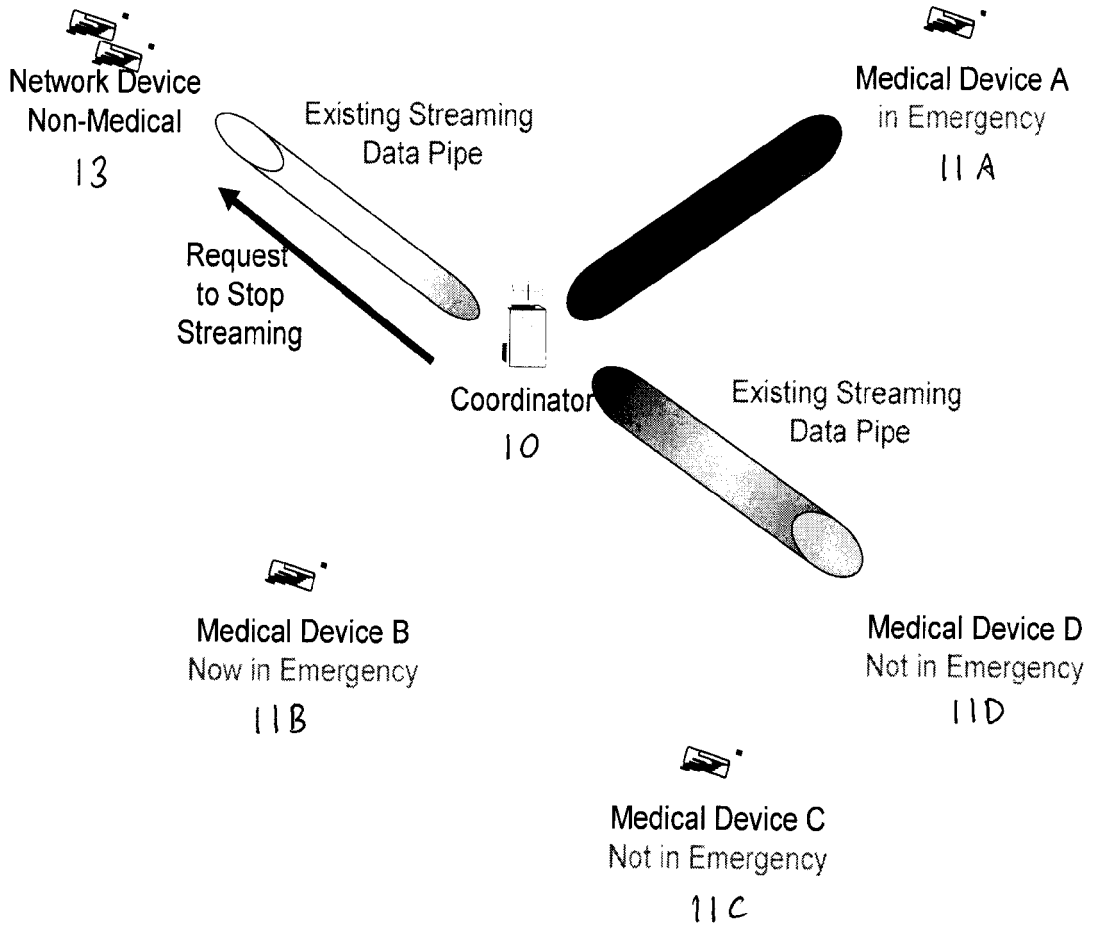 Network Device
Non-Medical
13
Existing Streaming
Data Pipe
Medical Device A
in Emergency
11A
Request
to Stop
Streaming
Coordinator
10
Existing Streaming
Data Pipe
Medical Device B
Now in Emergency
11B
Medical Device D
Not in Emergency
11D
Medical Device C
Not in Emergency
11C